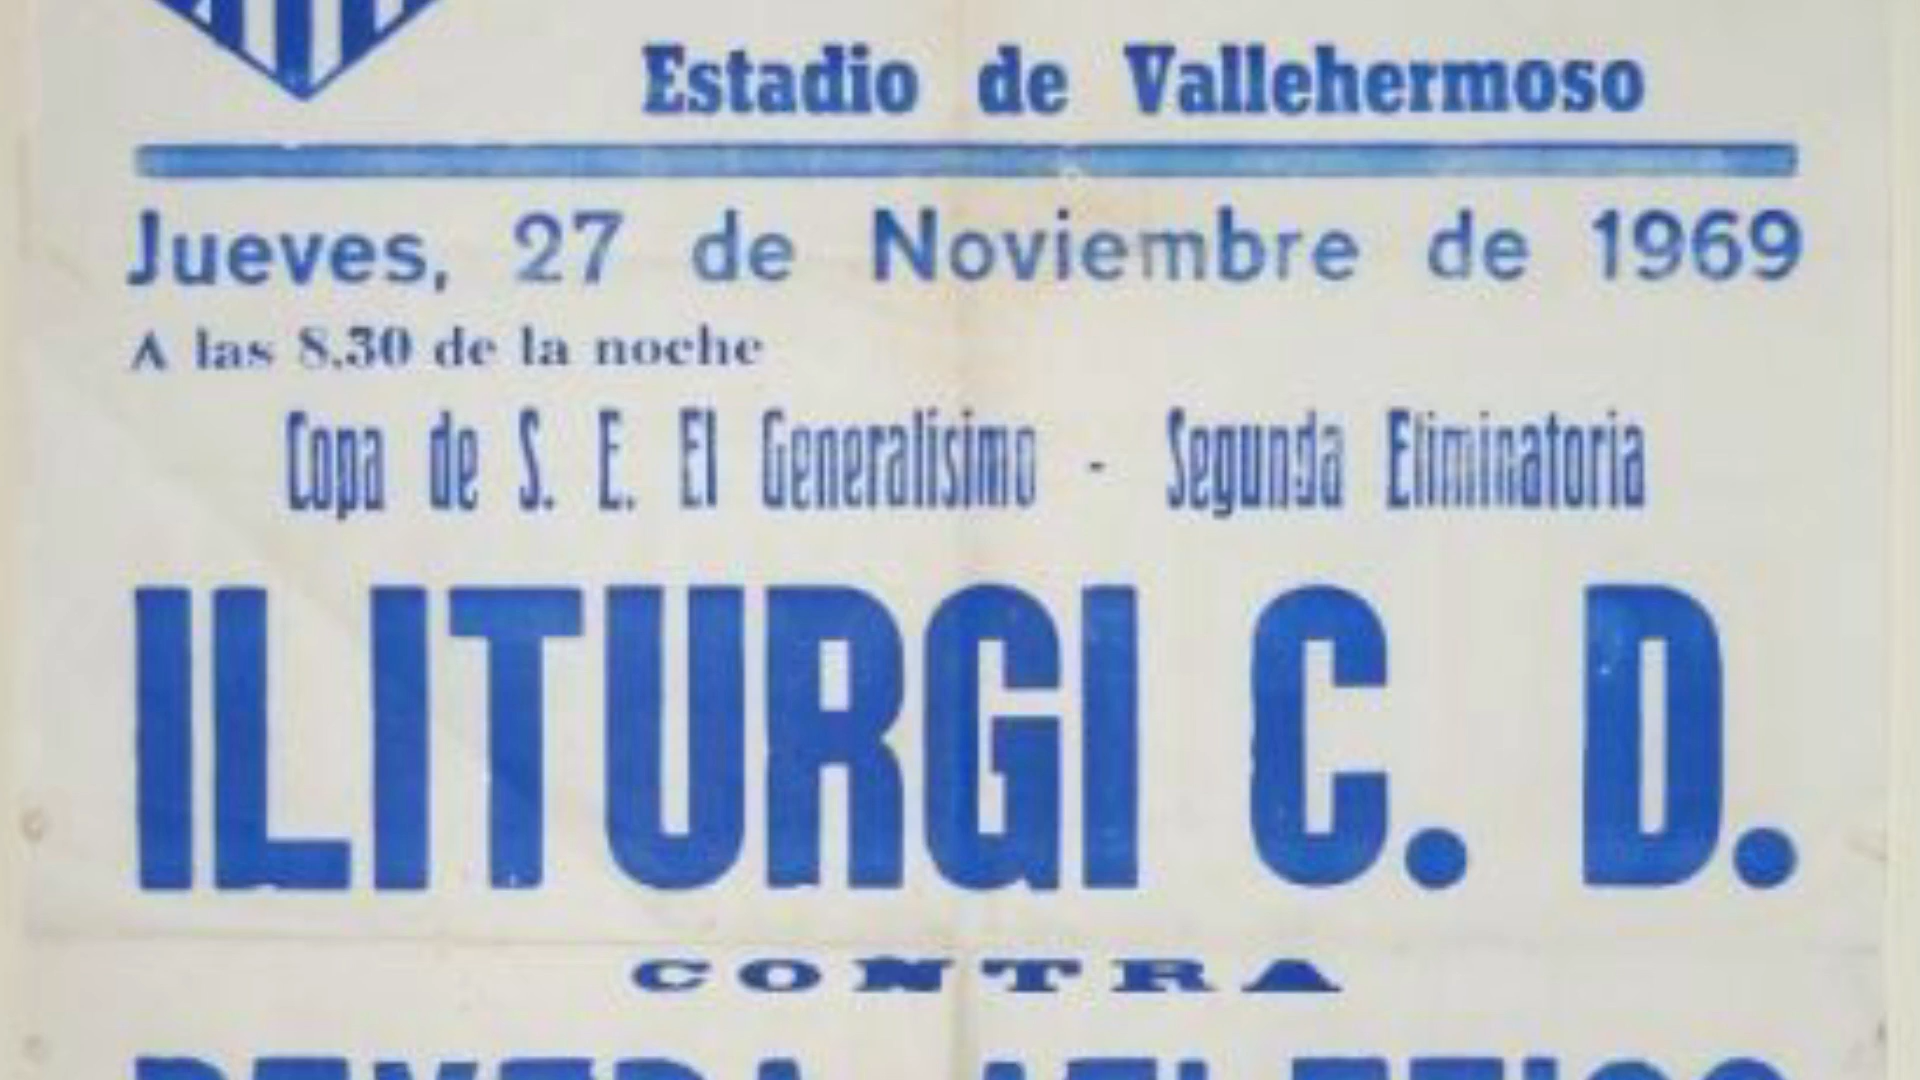 Estadio de Vallehermoso
Jueves, 27 de Noviembre de 1969
A las 8.30 de la noche
Copa de S. E. El Generalísimo - Segunda Eliminatoria
ILITURGI C. D.
CONTRA